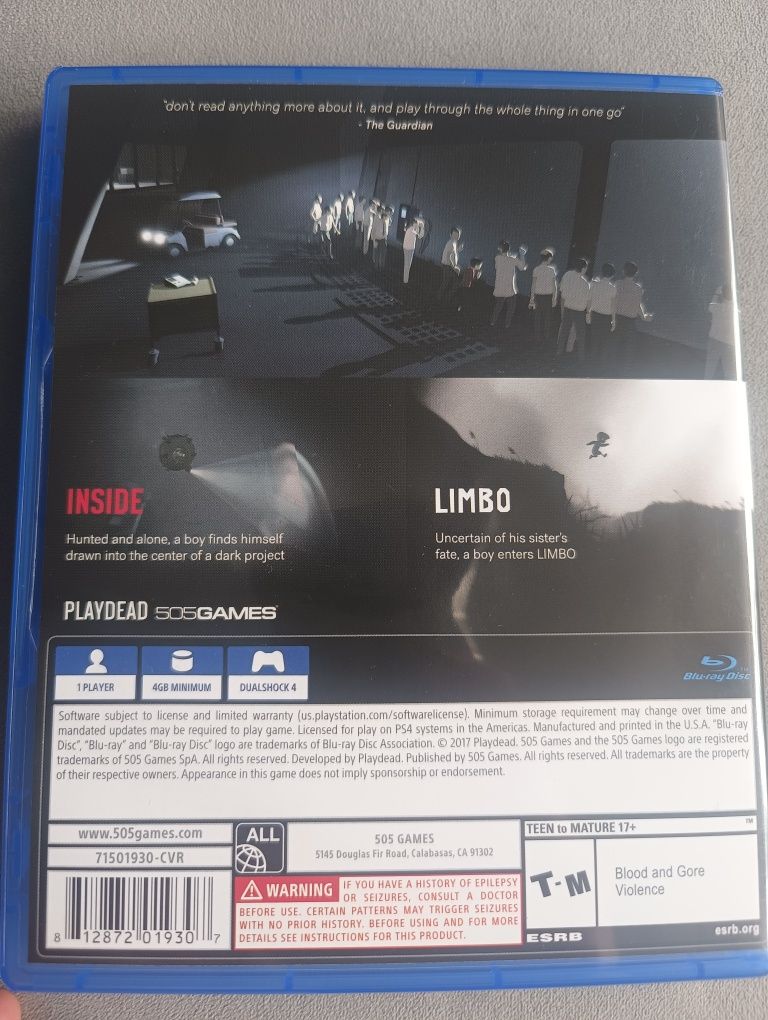 "don't read anything more about it, and play through the whole thing in one go"
- The Guardian
INSIDE
Hunted and alone, a boy finds himself
drawn into the center of a dark project
LIMBO
Uncertain of his sister's
fate, a boy enters LIMBO
PLAYDEAD 505GAMES
1 PLAYER
4GB MINIMUM
DUALSHOCK 4
Blu-ray Disc
Software subject to license and limited warranty (us.playstation.com/softwarelicense). Minimum storage requirement may change over time and
mandated updates may be required to play game. Licensed for play on PS4 systems in the Americas. Manufactured and printed in the U.S.A. "Blu-ray
Disc", "Blu-ray" and "Blu-ray Disc" logo are trademarks of Blu-ray Disc Association. © 2017 Playdead. 505 Games and the 505 Games logo are registered
trademarks of 505 Games SpA. All rights reserved. Developed by Playdead. Published by 505 Games. All rights reserved. All trademarks are the property
of their respective owners. Appearance in this game does not imply sponsorship or endorsement.
www.505games.com
71501930-CVR
8 12872 01930 7
ALL
505 GAMES
5145 Douglas Fir Road, Calabasas, CA 91302
WARNING IF YOU HAVE A HISTORY OF EPILEPSY
OR SEIZURES, CONSULT A DOCTOR
BEFORE USE. CERTAIN PATTERNS MAY TRIGGER SEIZURES
WITH NO PRIOR HISTORY. BEFORE USING AND FOR MORE
DETAILS SEE INSTRUCTIONS FOR THIS PRODUCT.
TEEN to MATURE 17+ ™
T-M
Blood and Gore
Violence
ESRB
esrb.org